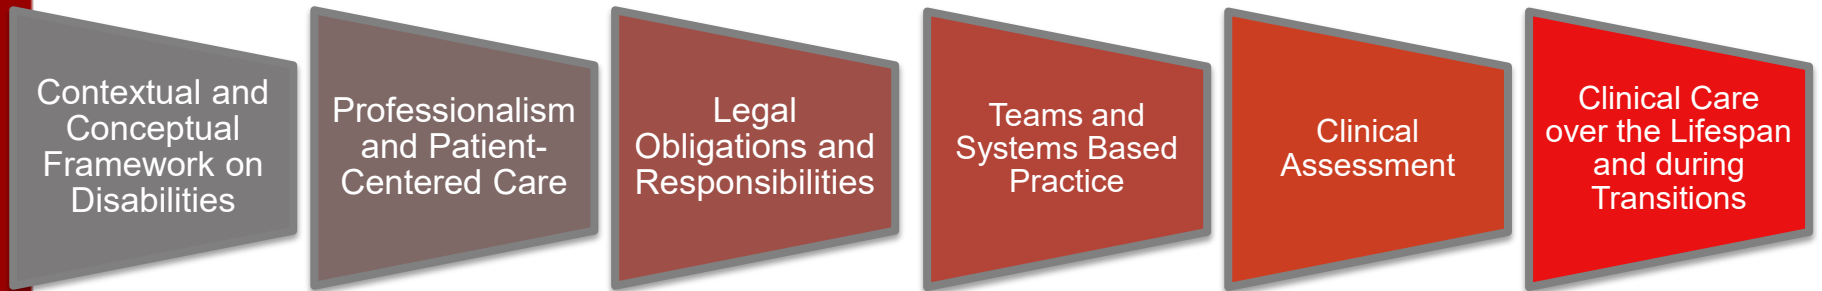 Contextual and
Conceptual
Framework on
Disabilities
Professionalism
and Patient-
Centered Care
Legal
Obligations and
Responsibilities
Teams and
Systems Based
Practice
Clinical
Assessment
Clinical Care
over the Lifespan
and during
Transitions